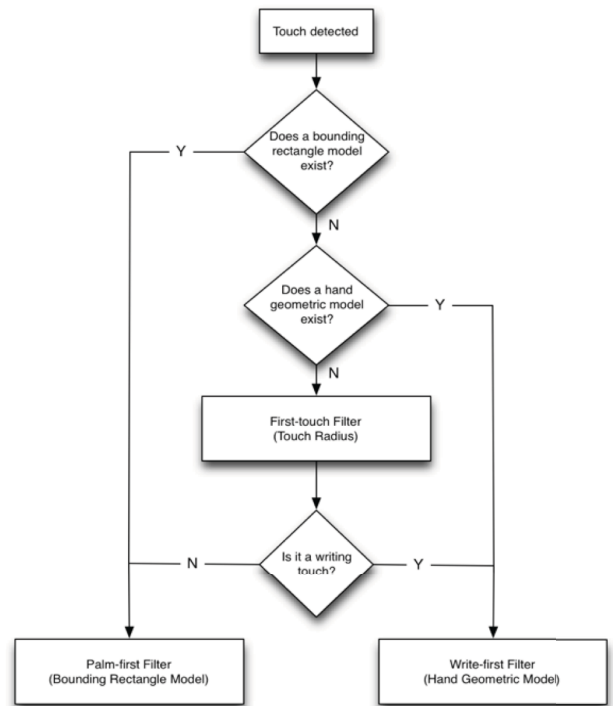 Touch detected
Does a bounding
rectangle model
exist?
Y
N
Does a hand
geometric model
exist?
Y
N
First-touch Filter
(Touch Radius)
Is it a writing
touch?
N
Y
Palm-first Filter
(Bounding Rectangle Model)
Write-first Filter
(Hand Geometric Model)